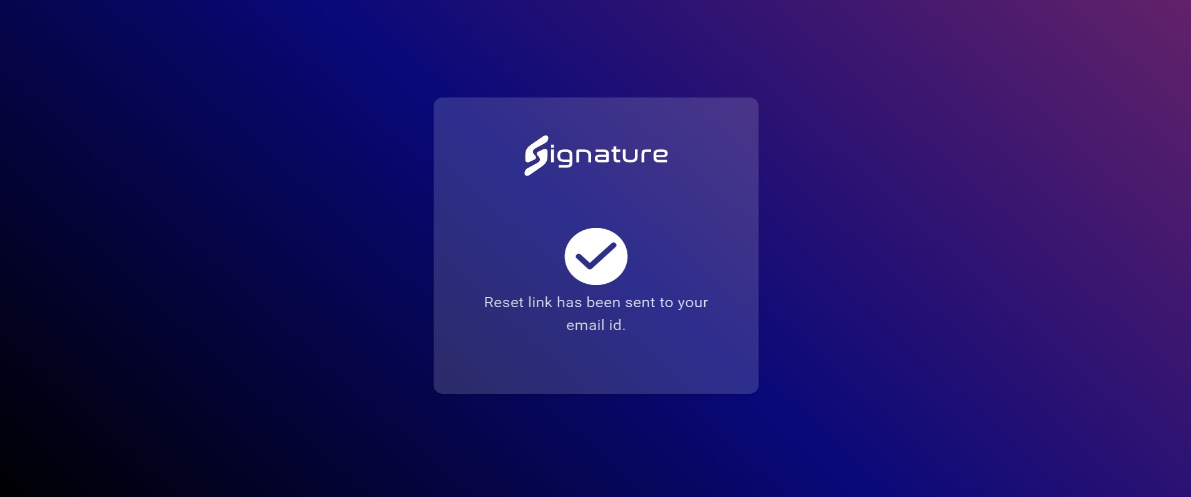 Signature
Reset link has been sent to your
email id.